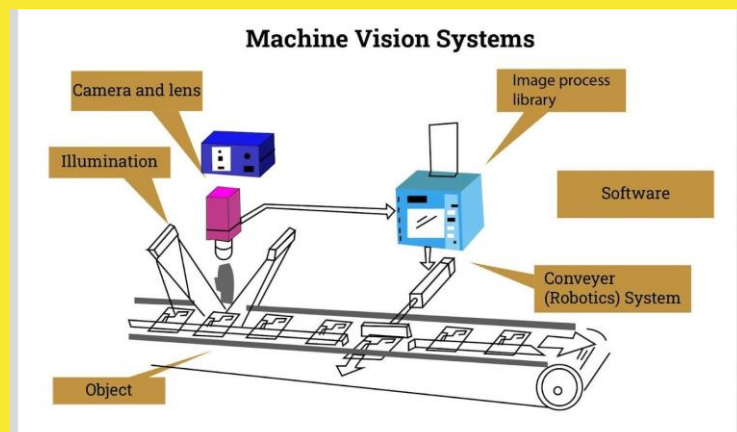 Machine Vision Systems
Camera and lens
Image process
library
Illumination
Software
Conveyer
(Robotics) System
Object